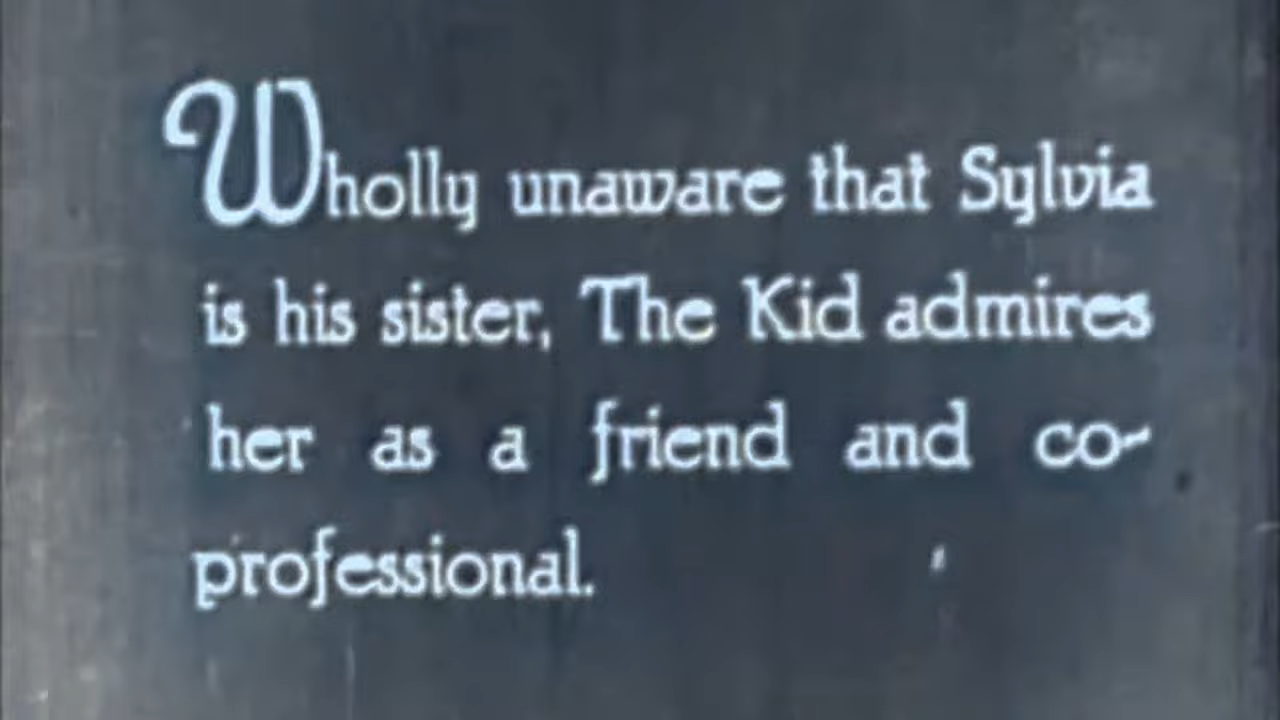 Wholly unaware that Sylvia
is his sister, The Kid admires
her as a friend and co-
professional.